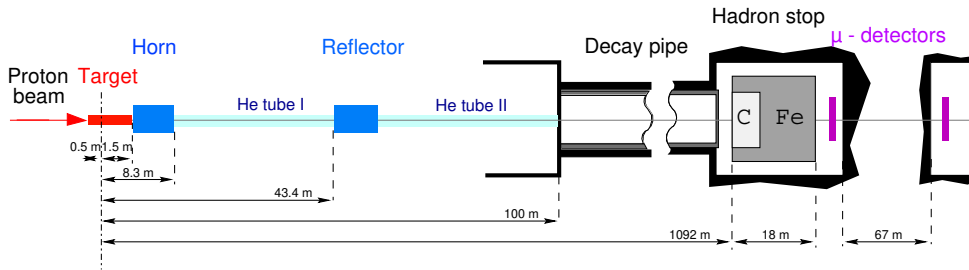 Hadron stop
Horn
Reflector
Decay pipe
μ - detectors
Proton
beam
Target
He tube I
He tube II
C
Fe
0.5 m
1.5 m
8.3 m
43.4 m
100 m
1092 m
18 m
67 m